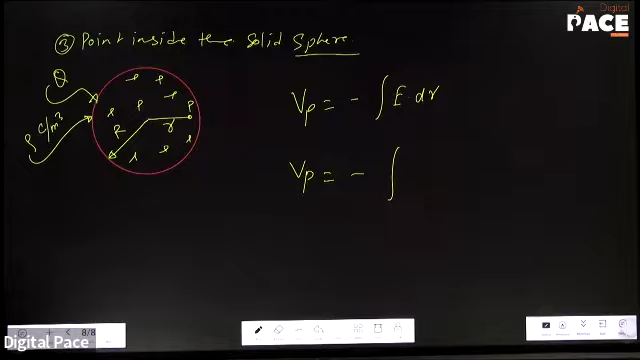 Digital
PACE
③ Point inside the solid Sphere.
Q
ρ C/m³
R
r
P
Vp = - ∫ E. dr
Vp = - ∫
8/8
Digital Pace